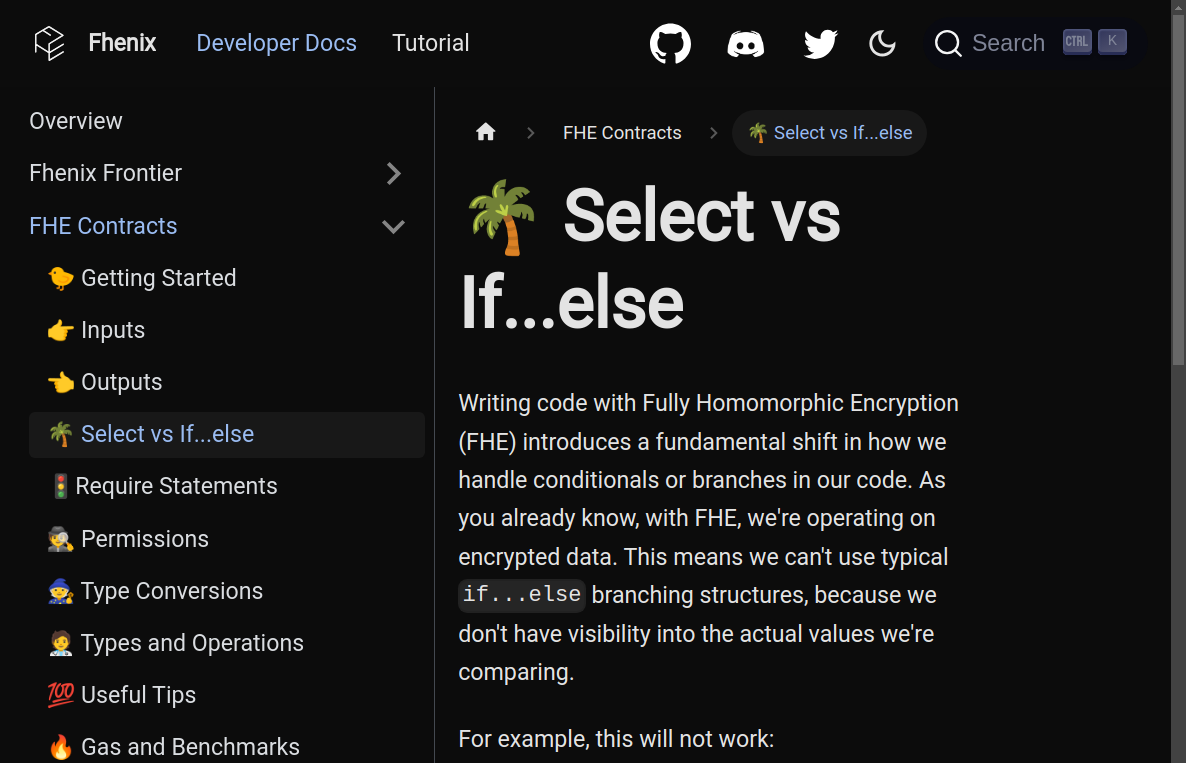 Fhenix Developer Docs Tutorial Search CTRL K
Overview
Fhenix Frontier
FHE Contracts
🐤 Getting Started
👉 Inputs
👈 Outputs
🌴 Select vs If...else
🚦Require Statements
🕵️ Permissions
🧙 Type Conversions
🧑‍⚕️ Types and Operations
💯 Useful Tips
🔥 Gas and Benchmarks
FHE Contracts 🌴 Select vs If...else
🌴 Select vs
If...else
Writing code with Fully Homomorphic Encryption
(FHE) introduces a fundamental shift in how we
handle conditionals or branches in our code. As
you already know, with FHE, we're operating on
encrypted data. This means we can't use typical
if...else branching structures, because we
don't have visibility into the actual values we're
comparing.
For example, this will not work: